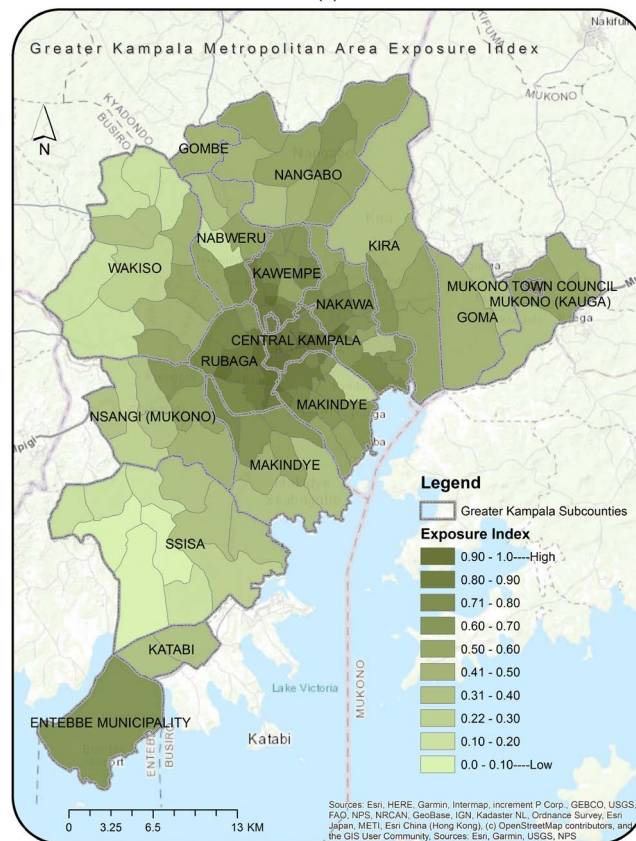 Greater Kampala Metropolitan Area Exposure Index
Nakifu
KIFUMA
MUKONO
KYADONDO
BUSIRO
N
GOMBE
NANGABO
NABWERU
KIRA
WAKISO
KAWEMPE
MUKONO TOWN COUNCIL
NAKAWA
MUKONO (KAUGA)
GOMA
CENTRAL KAMPALA
RUBAGA
NSANGI (MUKONO)
MAKINDYE
MAKINDYE
SSISA
KATABI
ENTEBBE MUNICIPALITY
ENTEBB
BUSIRO
Lake Victoria
Katabi
MUKONO
Legend
Greater Kampala Subcounties
Exposure Index
0.90 - 1.0----High
0.80 - 0.90
0.71 - 0.80
0.60 - 0.70
0.50 - 0.60
0.41 - 0.50
0.31 - 0.40
0.22 - 0.30
0.10 - 0.20
0.0 - 0.10----Low
0 3.25 6.5 13 KM
Sources: Esri, HERE, Garmin, Intermap, increment P Corp., GEBCO, USGS,
FAO, NPS, NRCAN, GeoBase, IGN, Kadaster NL, Ordnance Survey, Esri
Japan, METI, Esri China (Hong Kong), (c) OpenStreetMap contributors, and
the GIS User Community, Sources: Esri, Garmin, USGS, NPS